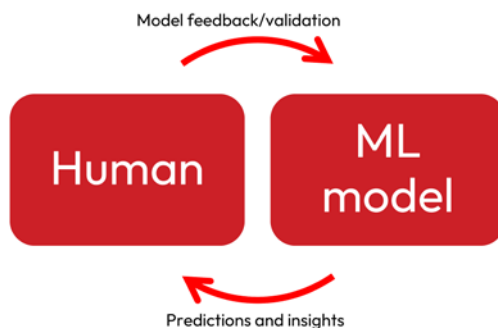 Model feedback/validation
Human
ML
model
Predictions and insights